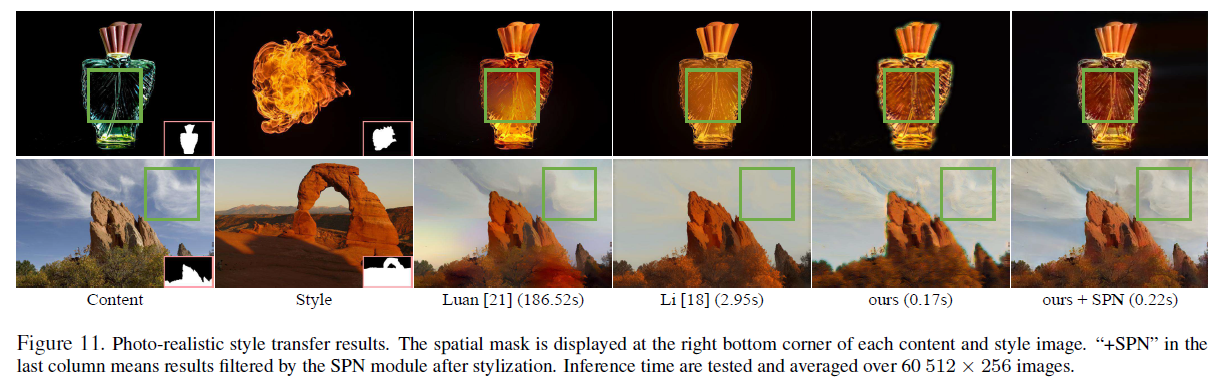 Content Style Luan [21] (186.52s) Li [18] (2.95s) ours (0.17s) ours + SPN (0.22s)
Figure 11. Photo-realistic style transfer results. The spatial mask is displayed at the right bottom corner of each content and style image. “+SPN” in the
last column means results filtered by the SPN module after stylization. Inference time are tested and averaged over 60 512 × 256 images.